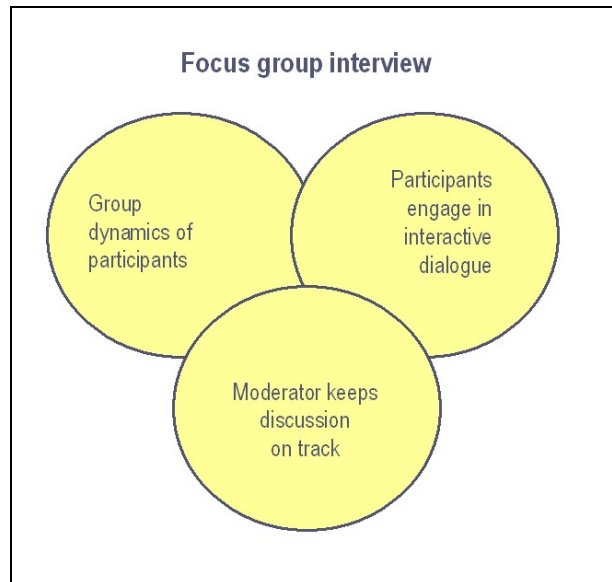 Focus group interview
Group
dynamics of
participants
Participants
engage in
interactive
dialogue
Moderator keeps
discussion
on track